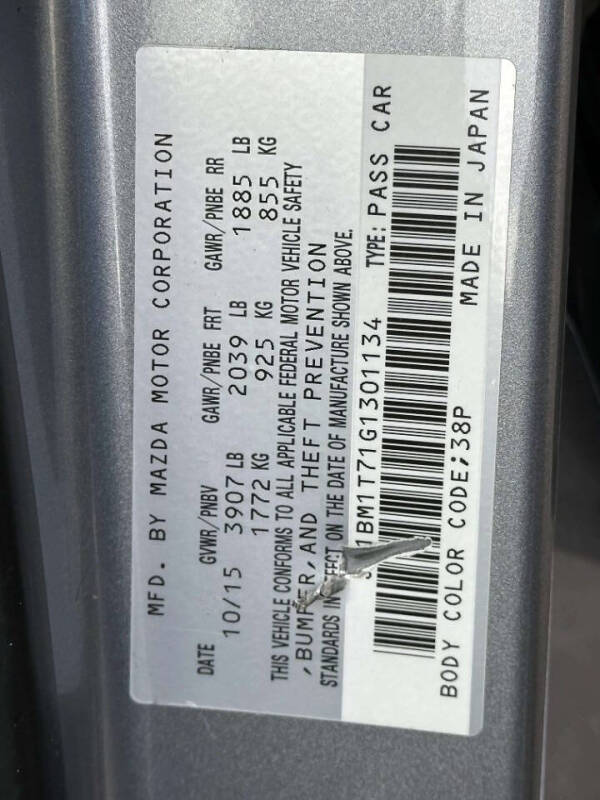 MFD. BY MAZDA MOTOR CORPORATION
DATE GVWR/PNBV GAWR/PNBE FRT GAWR/PNBE RR
10/15 3907 LB 2039 LB 1885 LB
1772 KG 925 KG 855 KG
THIS VEHICLE CONFORMS TO ALL APPLICABLE FEDERAL MOTOR VEHICLE SAFETY
, BUMPER, AND THEFT PREVENTION
STANDARDS IN EFFECT ON THE DATE OF MANUFACTURE SHOWN ABOVE.
1BM1T71G1301134 TYPE: PASS CAR
BODY COLOR CODE;38P MADE IN JAPAN